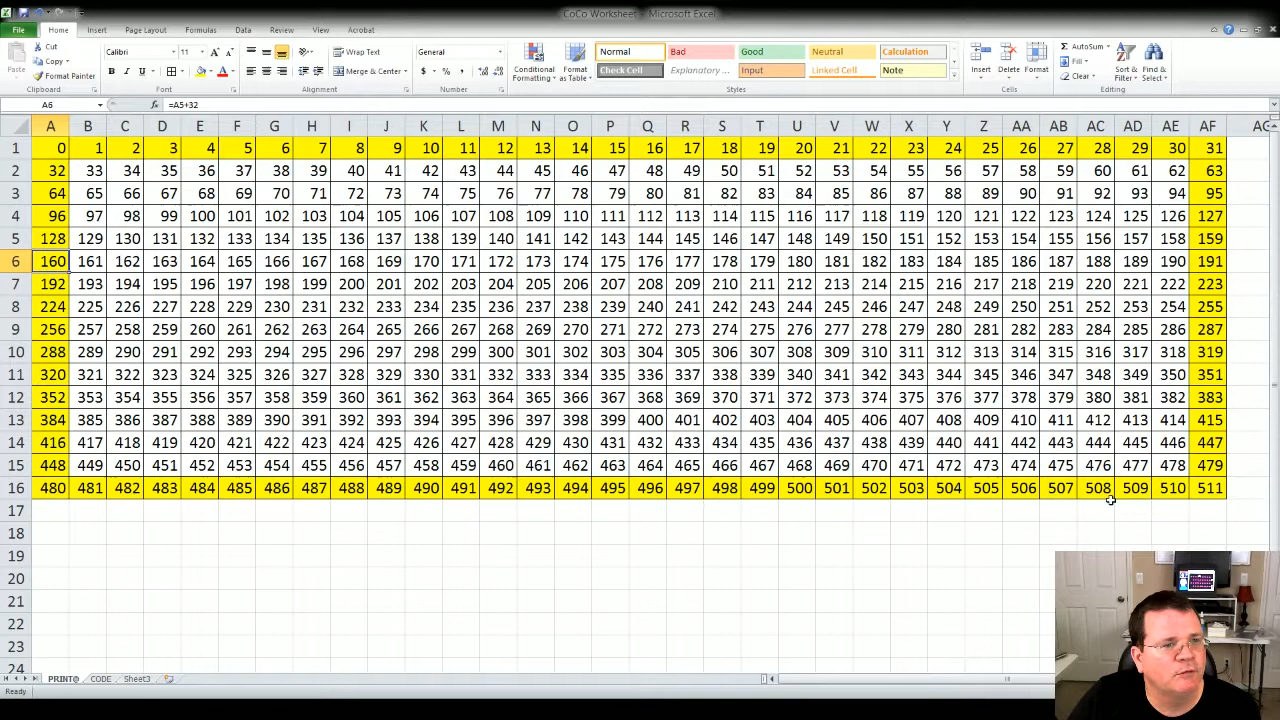 CoCo Worksheet - Microsoft Excel
File Home Insert Page Layout Formulas Data Review View Acrobat
Paste Cut Copy Format Painter Clipboard
Calibri 11 B I U A A A Font
Wrap Text Merge & Center Alignment
General $ % , Number
Conditional Formatting Format as Table Normal Bad Good Neutral Calculation
Check Cell Explanatory ... Input Linked Cell Note Styles
Insert Delete Format Cells
AutoSum Fill Clear Sort & Filter Find & Select Editing
A6 fx =A5+32
A B C D E F G H I J K L M N O P Q R S T U V W X Y Z AA AB AC AD AE AF AG
1 0 1 2 3 4 5 6 7 8 9 10 11 12 13 14 15 16 17 18 19 20 21 22 23 24 25 26 27 28 29 30 31
2 32 33 34 35 36 37 38 39 40 41 42 43 44 45 46 47 48 49 50 51 52 53 54 55 56 57 58 59 60 61 62 63
3 64 65 66 67 68 69 70 71 72 73 74 75 76 77 78 79 80 81 82 83 84 85 86 87 88 89 90 91 92 93 94 95
4 96 97 98 99 100 101 102 103 104 105 106 107 108 109 110 111 112 113 114 115 116 117 118 119 120 121 122 123 124 125 126 127
5 128 129 130 131 132 133 134 135 136 137 138 139 140 141 142 143 144 145 146 147 148 149 150 151 152 153 154 155 156 157 158 159
6 160 161 162 163 164 165 166 167 168 169 170 171 172 173 174 175 176 177 178 179 180 181 182 183 184 185 186 187 188 189 190 191
7 192 193 194 195 196 197 198 199 200 201 202 203 204 205 206 207 208 209 210 211 212 213 214 215 216 217 218 219 220 221 222 223
8 224 225 226 227 228 229 230 231 232 233 234 235 236 237 238 239 240 241 242 243 244 245 246 247 248 249 250 251 252 253 254 255
9 256 257 258 259 260 261 262 263 264 265 266 267 268 269 270 271 272 273 274 275 276 277 278 279 280 281 282 283 284 285 286 287
10 288 289 290 291 292 293 294 295 296 297 298 299 300 301 302 303 304 305 306 307 308 309 310 311 312 313 314 315 316 317 318 319
11 320 321 322 323 324 325 326 327 328 329 330 331 332 333 334 335 336 337 338 339 340 341 342 343 344 345 346 347 348 349 350 351
12 352 353 354 355 356 357 358 359 360 361 362 363 364 365 366 367 368 369 370 371 372 373 374 375 376 377 378 379 380 381 382 383
13 384 385 386 387 388 389 390 391 392 393 394 395 396 397 398 399 400 401 402 403 404 405 406 407 408 409 410 411 412 413 414 415
14 416 417 418 419 420 421 422 423 424 425 426 427 428 429 430 431 432 433 434 435 436 437 438 439 440 441 442 443 444 445 446 447
15 448 449 450 451 452 453 454 455 456 457 458 459 460 461 462 463 464 465 466 467 468 469 470 471 472 473 474 475 476 477 478 479
16 480 481 482 483 484 485 486 487 488 489 490 491 492 493 494 495 496 497 498 499 500 501 502 503 504 505 506 507 508 509 510 511
17
18
19
20
21
22
23
24
PRINT@ CODE Sheet3
Ready